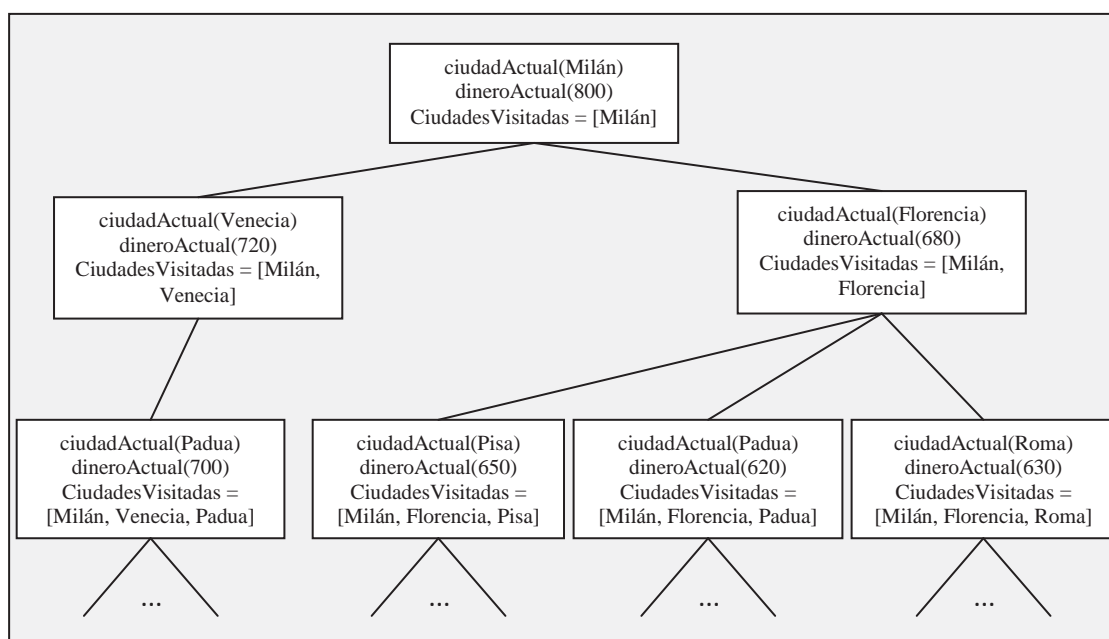 ciudadActual(Milán)
dineroActual(800)
CiudadesVisitadas = [Milán]
ciudadActual(Venecia)
dineroActual(720)
CiudadesVisitadas = [Milán,
Venecia]
ciudadActual(Florencia)
dineroActual(680)
CiudadesVisitadas = [Milán,
Florencia]
ciudadActual(Padua)
dineroActual(700)
CiudadesVisitadas =
[Milán, Venecia, Padua]
ciudadActual(Pisa)
dineroActual(650)
CiudadesVisitadas =
[Milán, Florencia, Pisa]
ciudadActual(Padua)
dineroActual(620)
CiudadesVisitadas =
[Milán, Florencia, Padua]
ciudadActual(Roma)
dineroActual(630)
CiudadesVisitadas =
[Milán, Florencia, Roma]
...
...
...
...